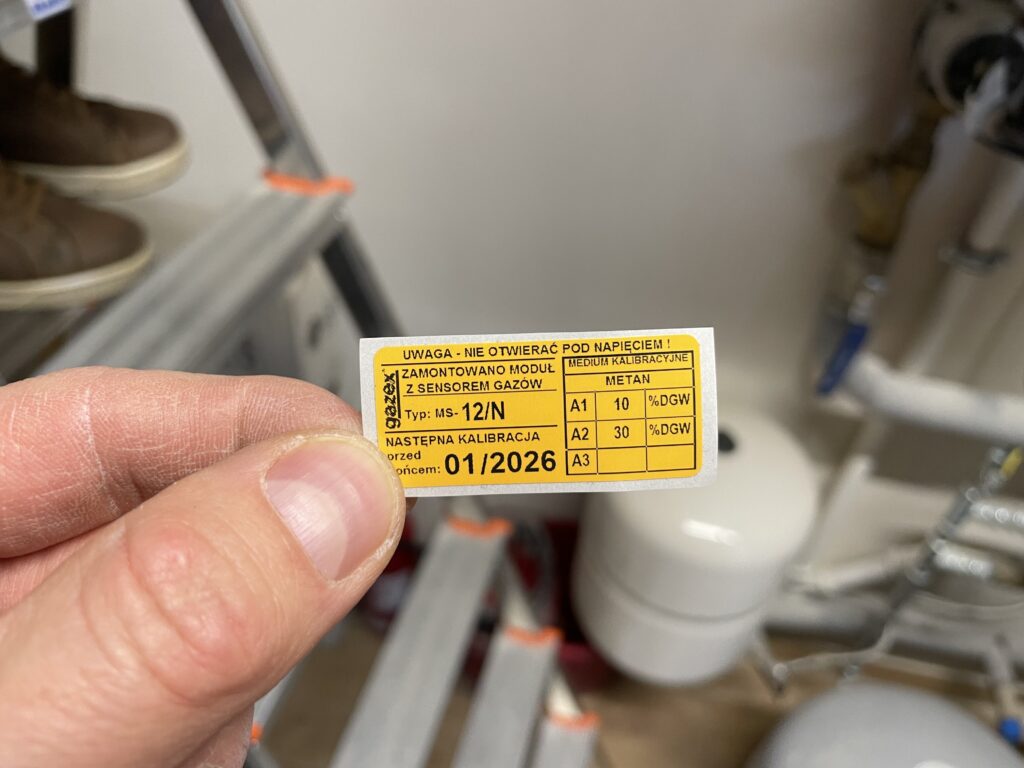 UWAGA - NIE OTWIERAĆ POD NAPIĘCIEM !
gazex
ZAMONTOWANO MODUŁ
Z SENSOREM GAZÓW
Typ: MS- 12/N
NASTĘPNA KALIBRACJA
przed
końcem: 01/2026
MEDIUM KALIBRACYJNE
METAN
A1 10 %DGW
A2 30 %DGW
A3